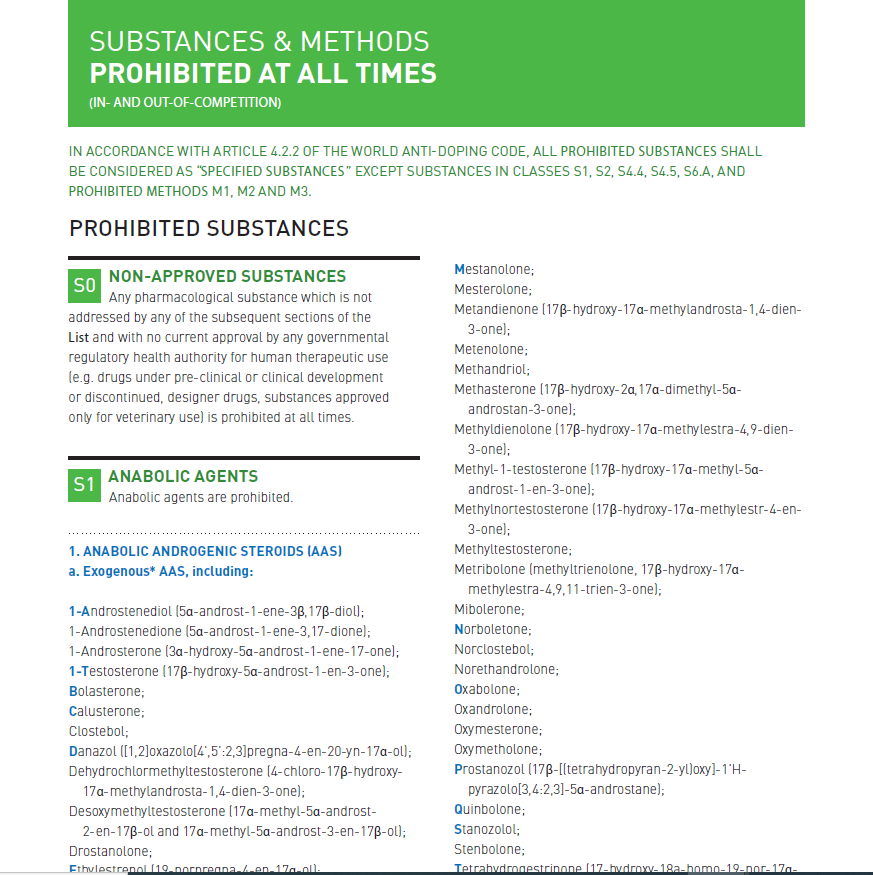 SUBSTANCES & METHODS
PROHIBITED AT ALL TIMES
(IN- AND OUT-OF-COMPETITION)
IN ACCORDANCE WITH ARTICLE 4.2.2 OF THE WORLD ANTI-DOPING CODE, ALL PROHIBITED SUBSTANCES SHALL
BE CONSIDERED AS “SPECIFIED SUBSTANCES” EXCEPT SUBSTANCES IN CLASSES S1, S2, S4.4, S4.5, S6.A, AND
PROHIBITED METHODS M1, M2 AND M3.
PROHIBITED SUBSTANCES
S0 NON-APPROVED SUBSTANCES
Any pharmacological substance which is not
addressed by any of the subsequent sections of the
List and with no current approval by any governmental
regulatory health authority for human therapeutic use
(e.g. drugs under pre-clinical or clinical development
or discontinued, designer drugs, substances approved
only for veterinary use) is prohibited at all times.
S1 ANABOLIC AGENTS
Anabolic agents are prohibited.
1. ANABOLIC ANDROGENIC STEROIDS (AAS)
a. Exogenous* AAS, including:
1-Androstenediol (5α-androst-1-ene-3β,17β-diol);
1-Androstenedione (5α-androst-1-ene-3,17-dione);
1-Androsterone (3α-hydroxy-5α-androst-1-ene-17-one);
1-Testosterone (17β-hydroxy-5α-androst-1-en-3-one);
Bolasterone;
Calusterone;
Clostebol;
Danazol ([1,2]oxazolo[4',5':2,3]pregna-4-en-20-yn-17α-ol);
Dehydrochlormethyltestosterone (4-chloro-17β-hydroxy-
17α-methylandrosta-1,4-dien-3-one);
Desoxymethyltestosterone (17α-methyl-5α-androst-
2-en-17β-ol and 17α-methyl-5α-androst-3-en-17β-ol);
Drostanolone;
Ethylestrenol (19-norpregna-4-en-17α-ol);
Mestanolone;
Mesterolone;
Metandienone (17β-hydroxy-17α-methylandrosta-1,4-dien-
3-one);
Metenolone;
Methandriol;
Methasterone (17β-hydroxy-2α,17α-dimethyl-5α-
androstan-3-one);
Methyldienolone (17β-hydroxy-17α-methylestra-4,9-dien-
3-one);
Methyl-1-testosterone (17β-hydroxy-17α-methyl-5α-
androst-1-en-3-one);
Methylnortestosterone (17β-hydroxy-17α-methylestr-4-en-
3-one);
Methyltestosterone;
Metribolone (methyltrienolone, 17β-hydroxy-17α-
methylestra-4,9,11-trien-3-one);
Mibolerone;
Norboletone;
Norclostebol;
Norethandrolone;
Oxabolone;
Oxandrolone;
Oxymesterone;
Oxymetholone;
Prostanozol (17β-[(tetrahydropyran-2-yl)oxy]-1'H-
pyrazolo[3,4:2,3]-5α-androstane);
Quinbolone;
Stanozolol;
Stenbolone;
Tetrahydrogestrinone (17-hydroxy-18a-homo-19-nor-17α-